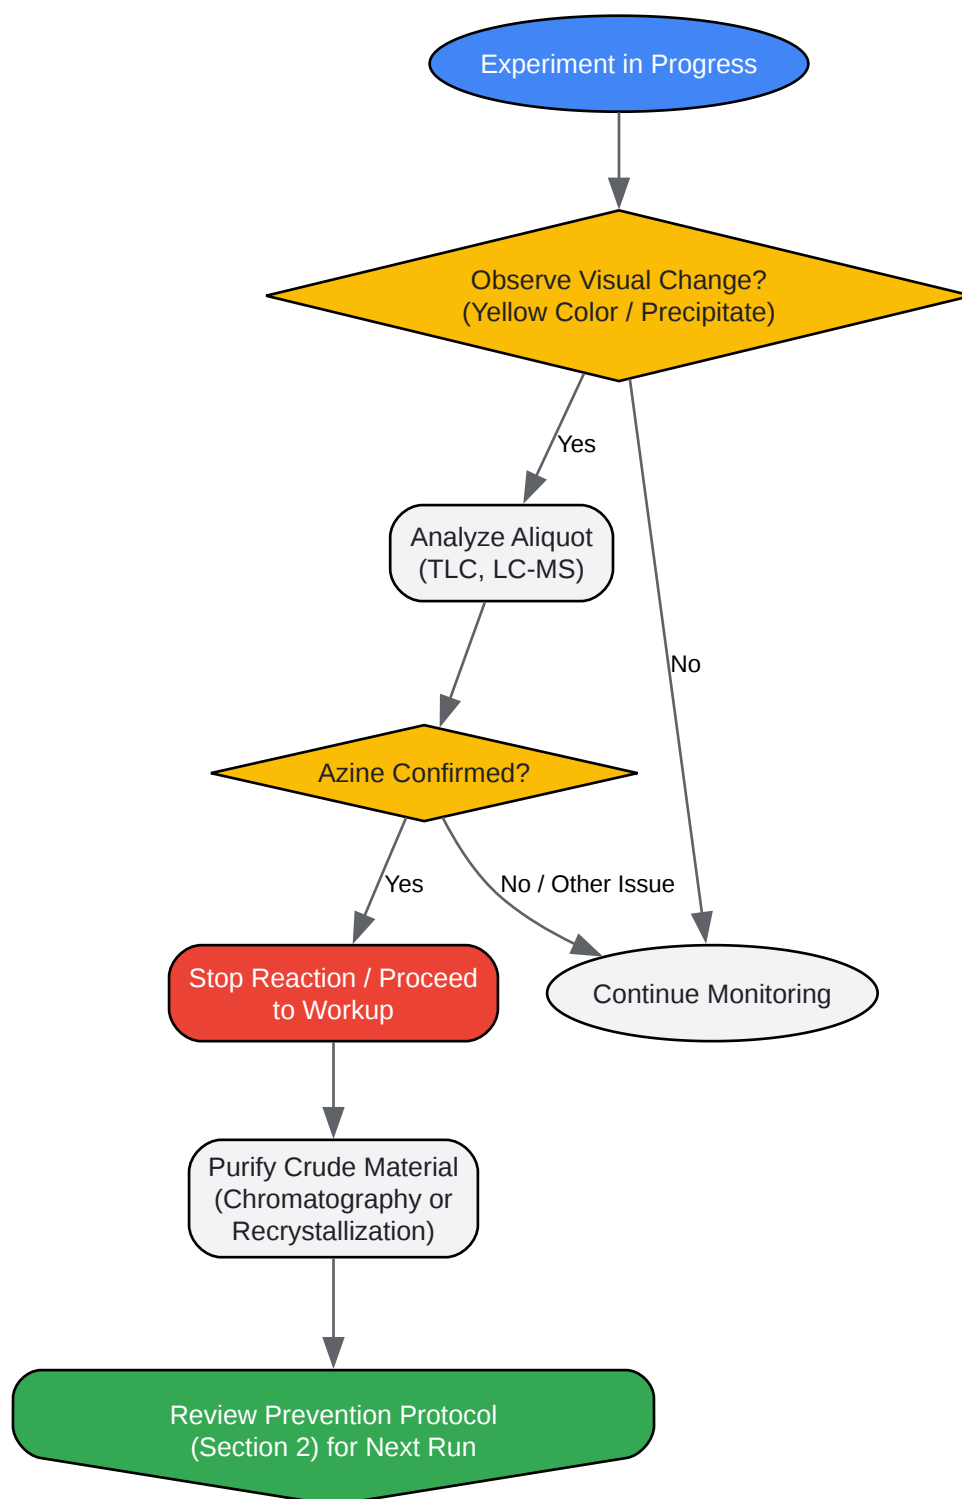 Experiment in Progress
Observe Visual Change?
(Yellow Color / Precipitate)
Yes
No
Analyze Aliquot
(TLC, LC-MS)
Azine Confirmed?
Yes
No / Other Issue
Stop Reaction / Proceed
to Workup
Continue Monitoring
Purify Crude Material
(Chromatography or
Recrystallization)
Review Prevention Protocol
(Section 2) for Next Run